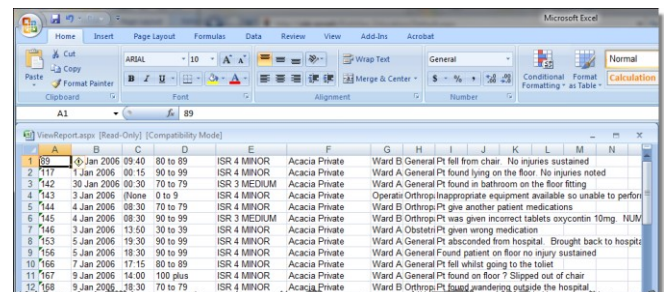 Microsoft Excel
Home Insert Page Layout Formulas Data Review View Add-Ins Acrobat
Cut ARIAL 10 A A Wrap Text General Normal
Copy
Paste Format Painter B I U A Merge & Center $ % , Conditional Formatting Format as Table Calculation
Clipboard Font Alignment Number
A1 fx 89
ViewReport.aspx [Read-Only] [Compatibility Mode]
A B C D E F G H I J K L M N
1 89 Jan 2006 09:40 80 to 89 ISR 4 MINOR Acacia Private Ward B General Pt fell from chair. No injuries sustained
2 117 1 Jan 2006 00:15 90 to 99 ISR 4 MINOR Acacia Private Ward A General Pt found lying on the floor. No injuries noted
3 142 30 Jan 2006 00:30 70 to 79 ISR 3 MEDIUM Acacia Private Ward A General Pt found in bathroom on the floor fitting
4 143 3 Jan 2006 (None 0 to 9 ISR 4 MINOR Acacia Private Operati Orthrop Inappropriate equipment available so unable to perfor
5 144 4 Jan 2006 08:30 70 to 79 ISR 4 MINOR Acacia Private Ward B Orthrop Pt give another patient medications
6 145 4 Jan 2006 08:30 90 to 99 ISR 3 MEDIUM Acacia Private Ward B Orthrop Pt was given incorrect tablets oxycontin 10mg. NUM
7 146 3 Jan 2006 13:50 30 to 39 ISR 4 MINOR Acacia Private Ward A Obstetri Pt given wrong medication
8 153 5 Jan 2006 19:30 90 to 99 ISR 4 MINOR Acacia Private Ward A General Pt absconded from hospital. Brought back to hospita
9 156 5 Jan 2006 18:30 90 to 99 ISR 4 MINOR Acacia Private Ward A General Found patient on floor no injury sustained
10 166 7 Jan 2006 17:15 80 to 89 ISR 4 MINOR Acacia Private Ward A General Pt fell whilst going to the toliet
11 167 9 Jan 2006 14:00 100 plus ISR 4 MINOR Acacia Private Ward A General Pt found on floor ? Slipped out of chair
12 168 9 Jan 2006 18:30 70 to 79 ISR 4 MINOR Acacia Private Ward B Orthrop Pt found wandering outside the hospital